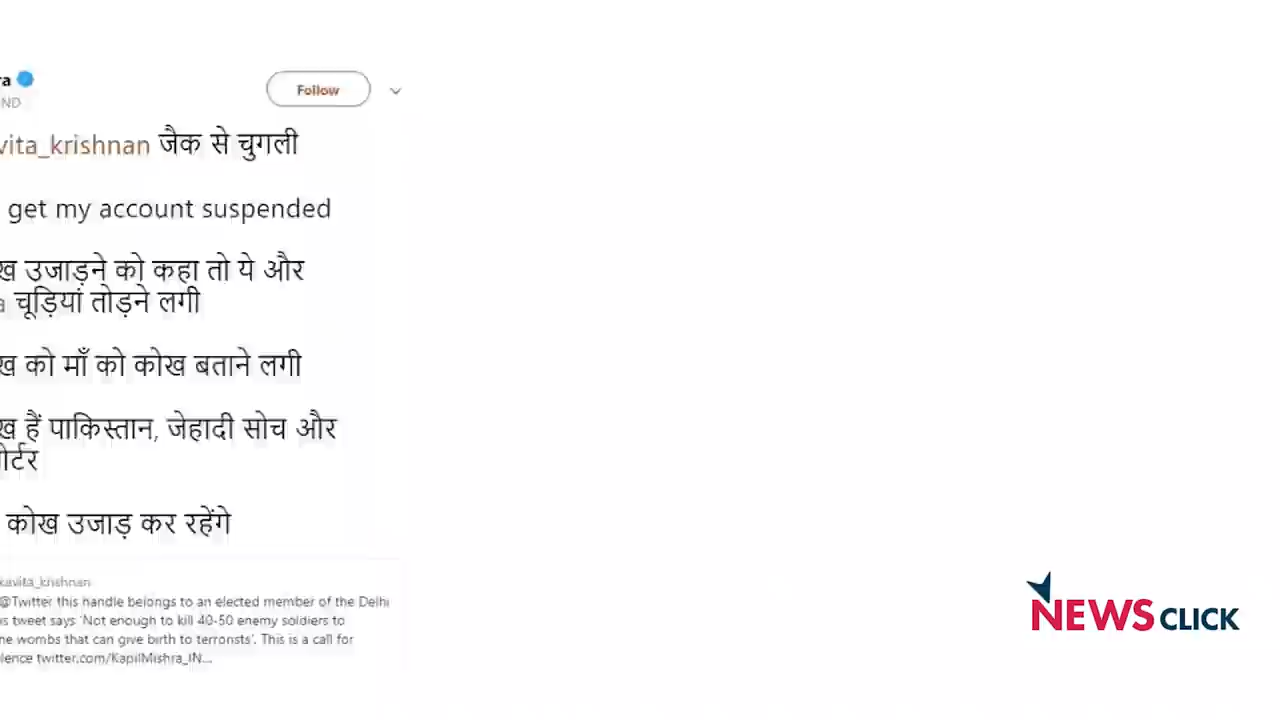 ra
ND
Follow
vita_krishnan जैक से चुगली
get my account suspended
ख उजाड़ने को कहा तो ये और
a चूड़ियां तोड़ने लगी
ख को माँ को कोख बताने लगी
ख हैं पाकिस्तान, जेहादी सोच और
ोर्टर
कोख उजाड़ कर रहेंगे
kavita_krishnan
@Twitter this handle belongs to an elected member of the Delhi
is tweet says 'Not enough to kill 40-50 enemy soldiers to
ne wombs that can give birth to terrorists'. This is a call for
lence twitter.com/KapilMishra_IN...
NEWS CLICK